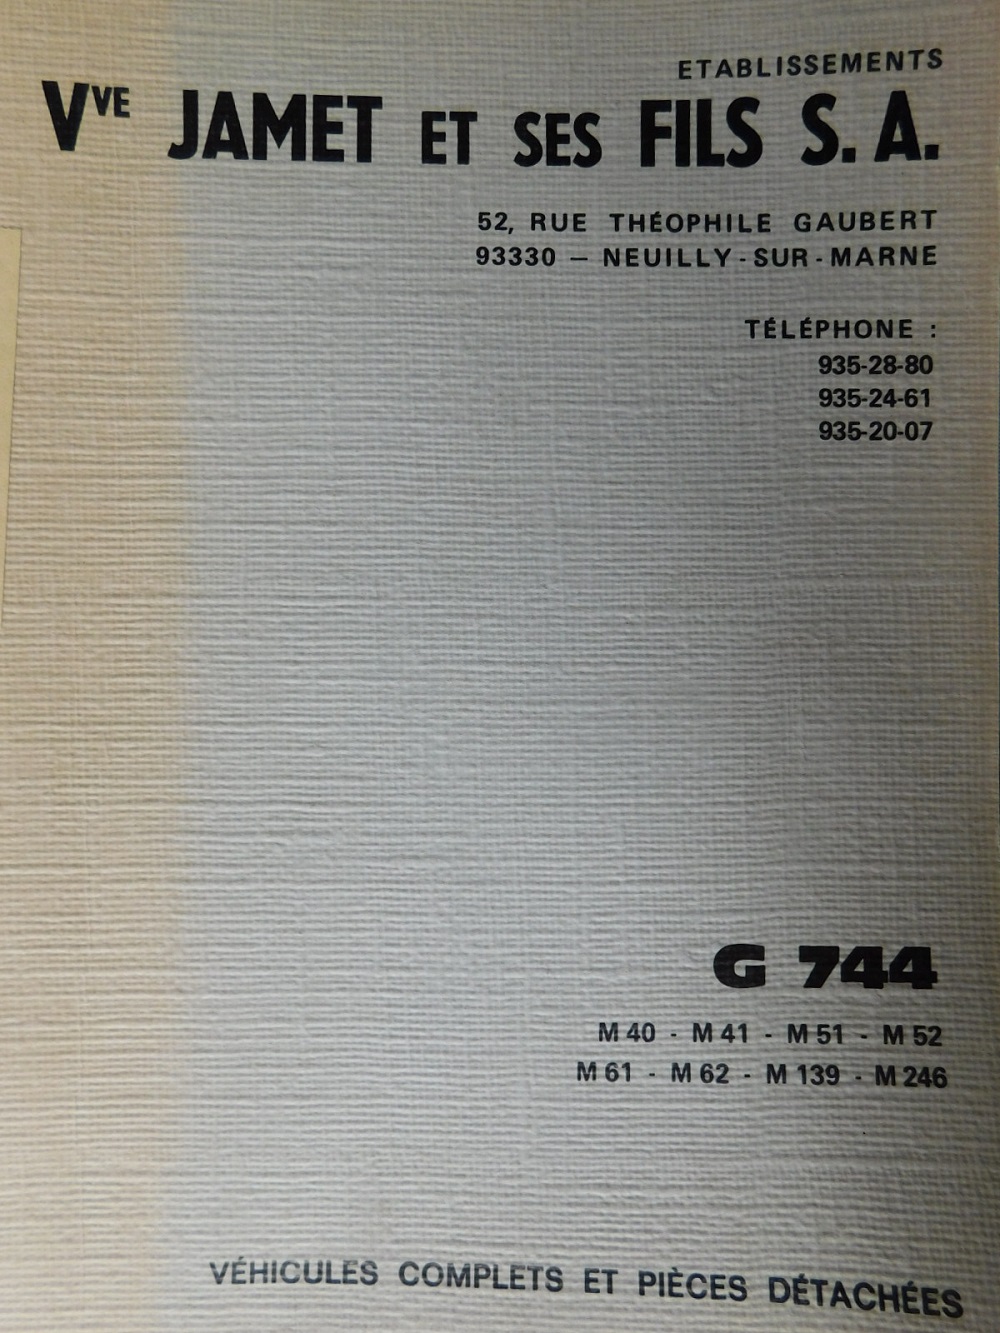 ETABLISSEMENTS
Vve JAMET ET SES FILS S. A.
52, RUE THÉOPHILE GAUBERT
93330 — NEUILLY - SUR - MARNE
TÉLÉPHONE :
935-28-80
935-24-61
935-20-07
G 744
M 40 - M 41 - M 51 - M 52
M 61 - M 62 - M 139 - M 246
VÉHICULES COMPLETS ET PIÈCES DÉTACHÉES